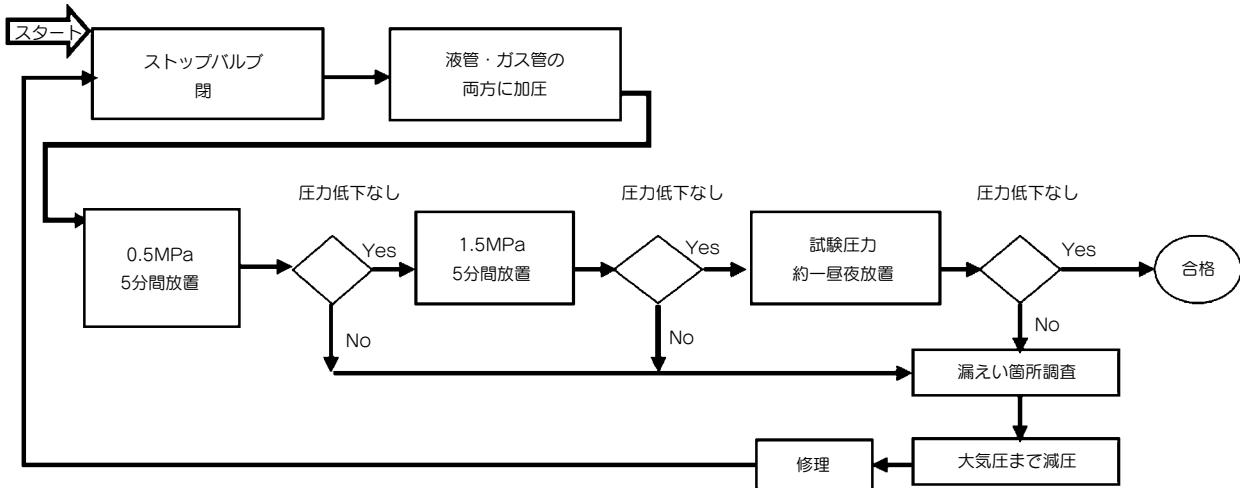 スタート
ストップバルブ
閉
液管・ガス管の
両方に加圧
圧力低下なし
圧力低下なし
圧力低下なし
0.5MPa
5分間放置
Yes
1.5MPa
5分間放置
Yes
試験圧力
約一昼夜放置
Yes
合格
No
No
No
漏えい箇所調査
大気圧まで減圧
修理